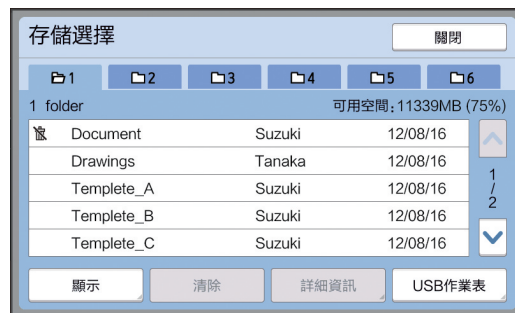 存儲選擇 關閉
1 2 3 4 5 6
1 folder 可用空間:11339MB (75%)
Document Suzuki 12/08/16
Drawings Tanaka 12/08/16
Templete_A Suzuki 12/08/16
Templete_B Suzuki 12/08/16
Templete_C Suzuki 12/08/16
1/2
顯示 清除 詳細資訊 USB作業表